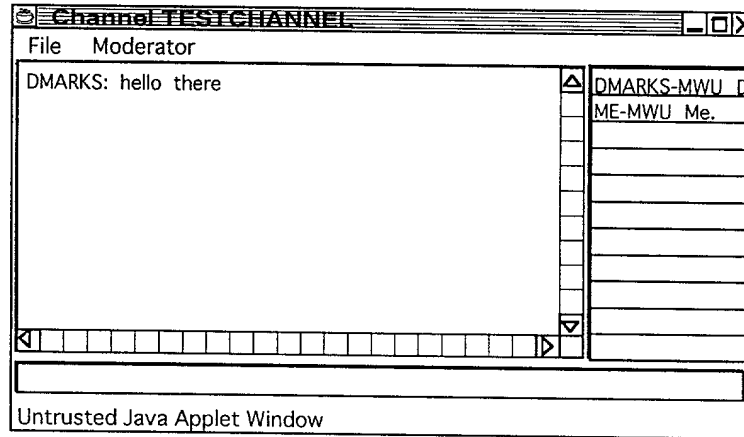 Channel TESTCHANNEL
File Moderator
DMARKS: hello there
DMARKS-MWU D
ME-MWU Me.
Untrusted Java Applet Window